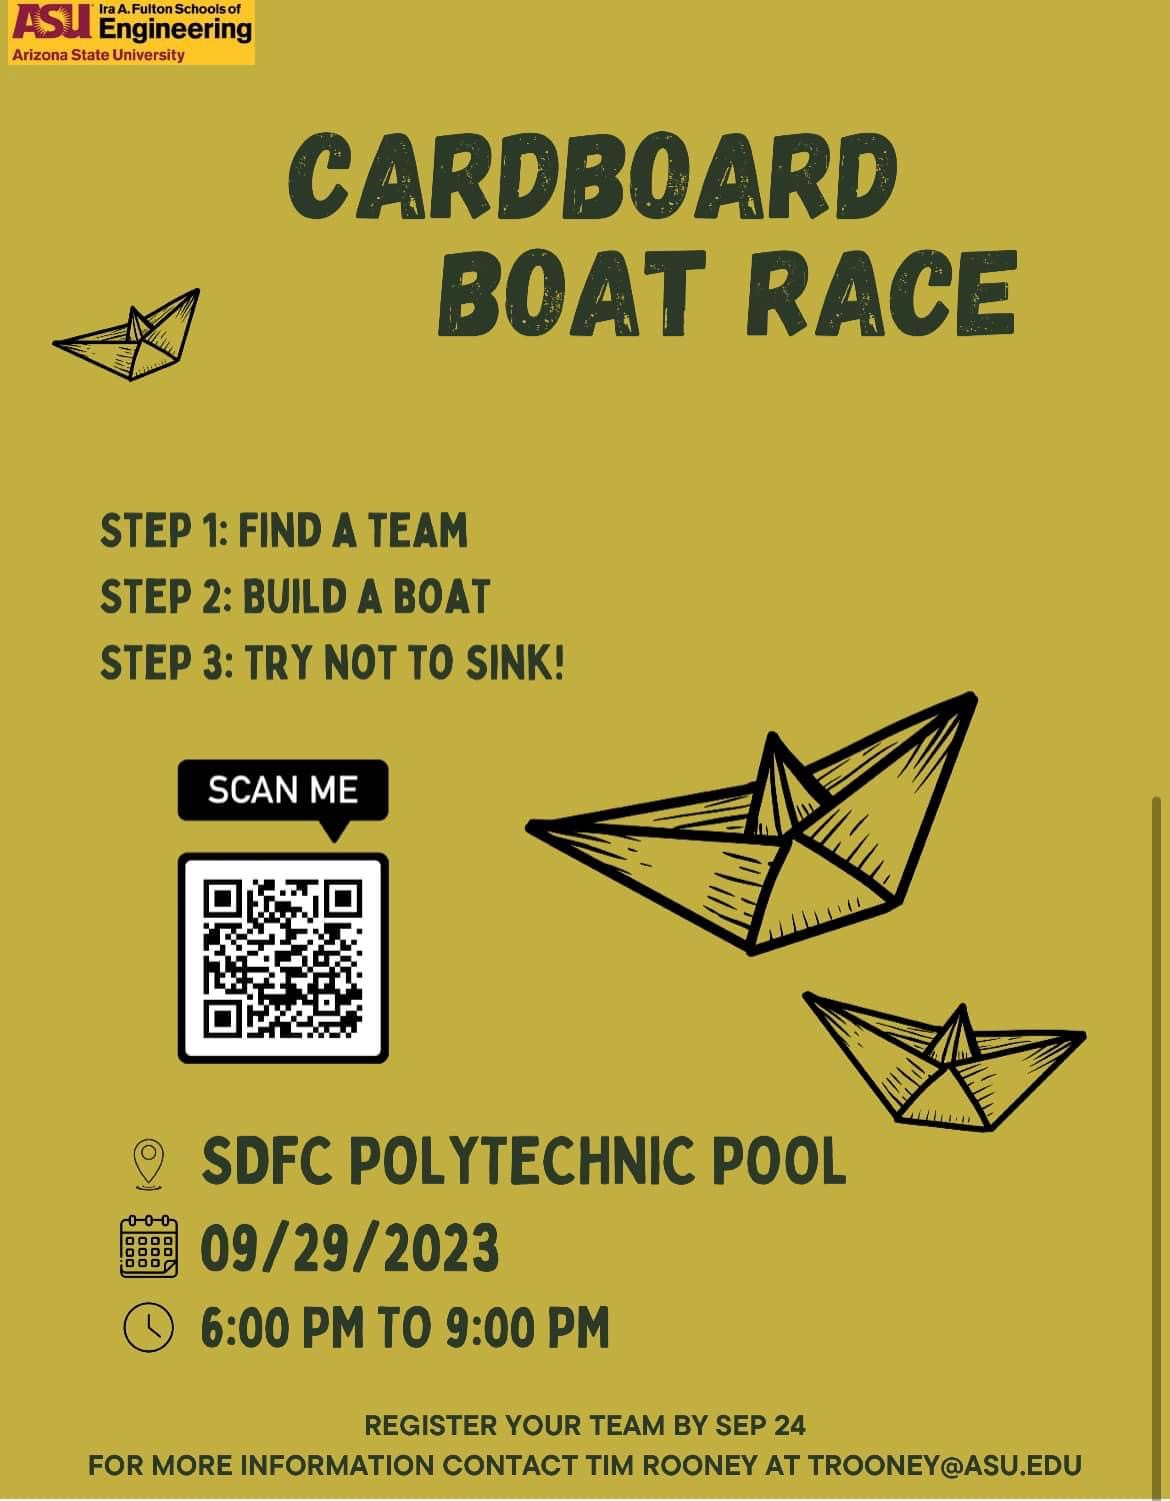 ASU Ira A. Fulton Schools of
Engineering
Arizona State University
CARDBOARD
BOAT RACE
STEP 1: FIND A TEAM
STEP 2: BUILD A BOAT
STEP 3: TRY NOT TO SINK!
SCAN ME
SDFC POLYTECHNIC POOL
09/29/2023
6:00 PM TO 9:00 PM
REGISTER YOUR TEAM BY SEP 24
FOR MORE INFORMATION CONTACT TIM ROONEY AT TROONEY@ASU.EDU